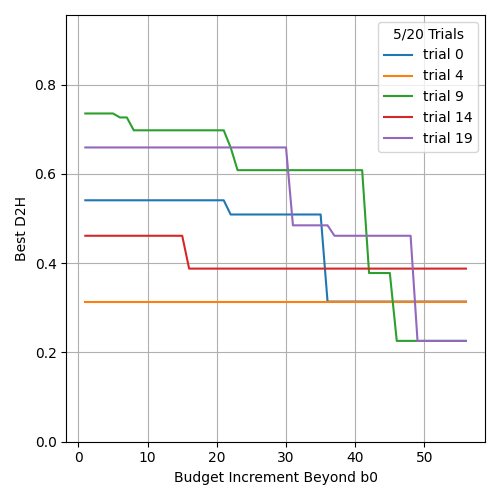 5/20 Trials
trial 0
trial 4
trial 9
trial 14
trial 19
0.8
0.6
0.4
0.2
0.0
Best D2H
0 10 20 30 40 50
Budget Increment Beyond b0